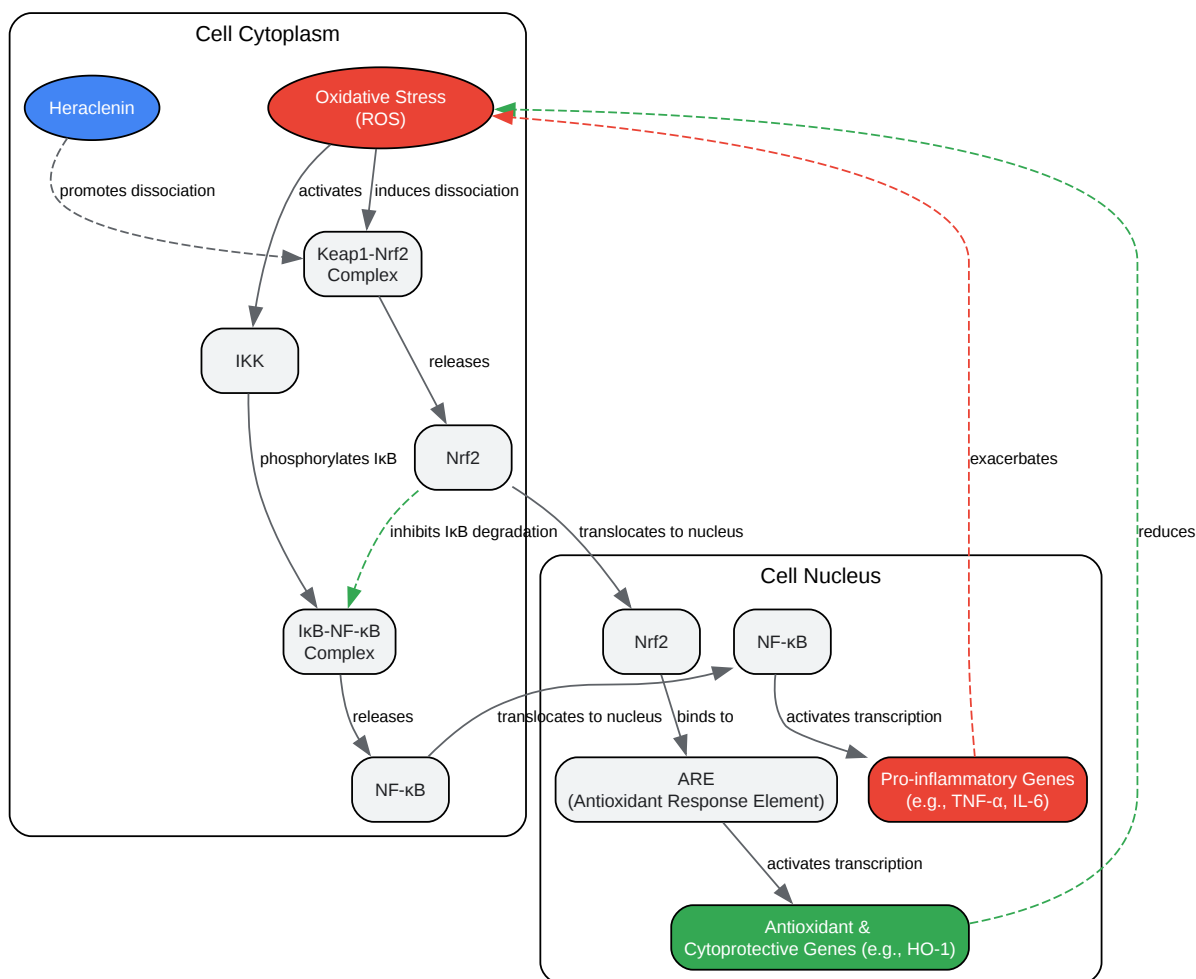 Cell Cytoplasm
Heraclenin
Oxidative Stress
(ROS)
promotes dissociation
activates
induces dissociation
Keap1-Nrf2
Complex
IKK
releases
phosphorylates IκB
Nrf2
exacerbates
inhibits IκB degradation
translocates to nucleus
reduces
Cell Nucleus
IκB-NF-κB
Complex
Nrf2
NF-κB
releases
translocates to nucleus
binds to
activates transcription
NF-κB
ARE
(Antioxidant Response Element)
Pro-inflammatory Genes
(e.g., TNF-α, IL-6)
activates transcription
Antioxidant &
Cytoprotective Genes (e.g., HO-1)